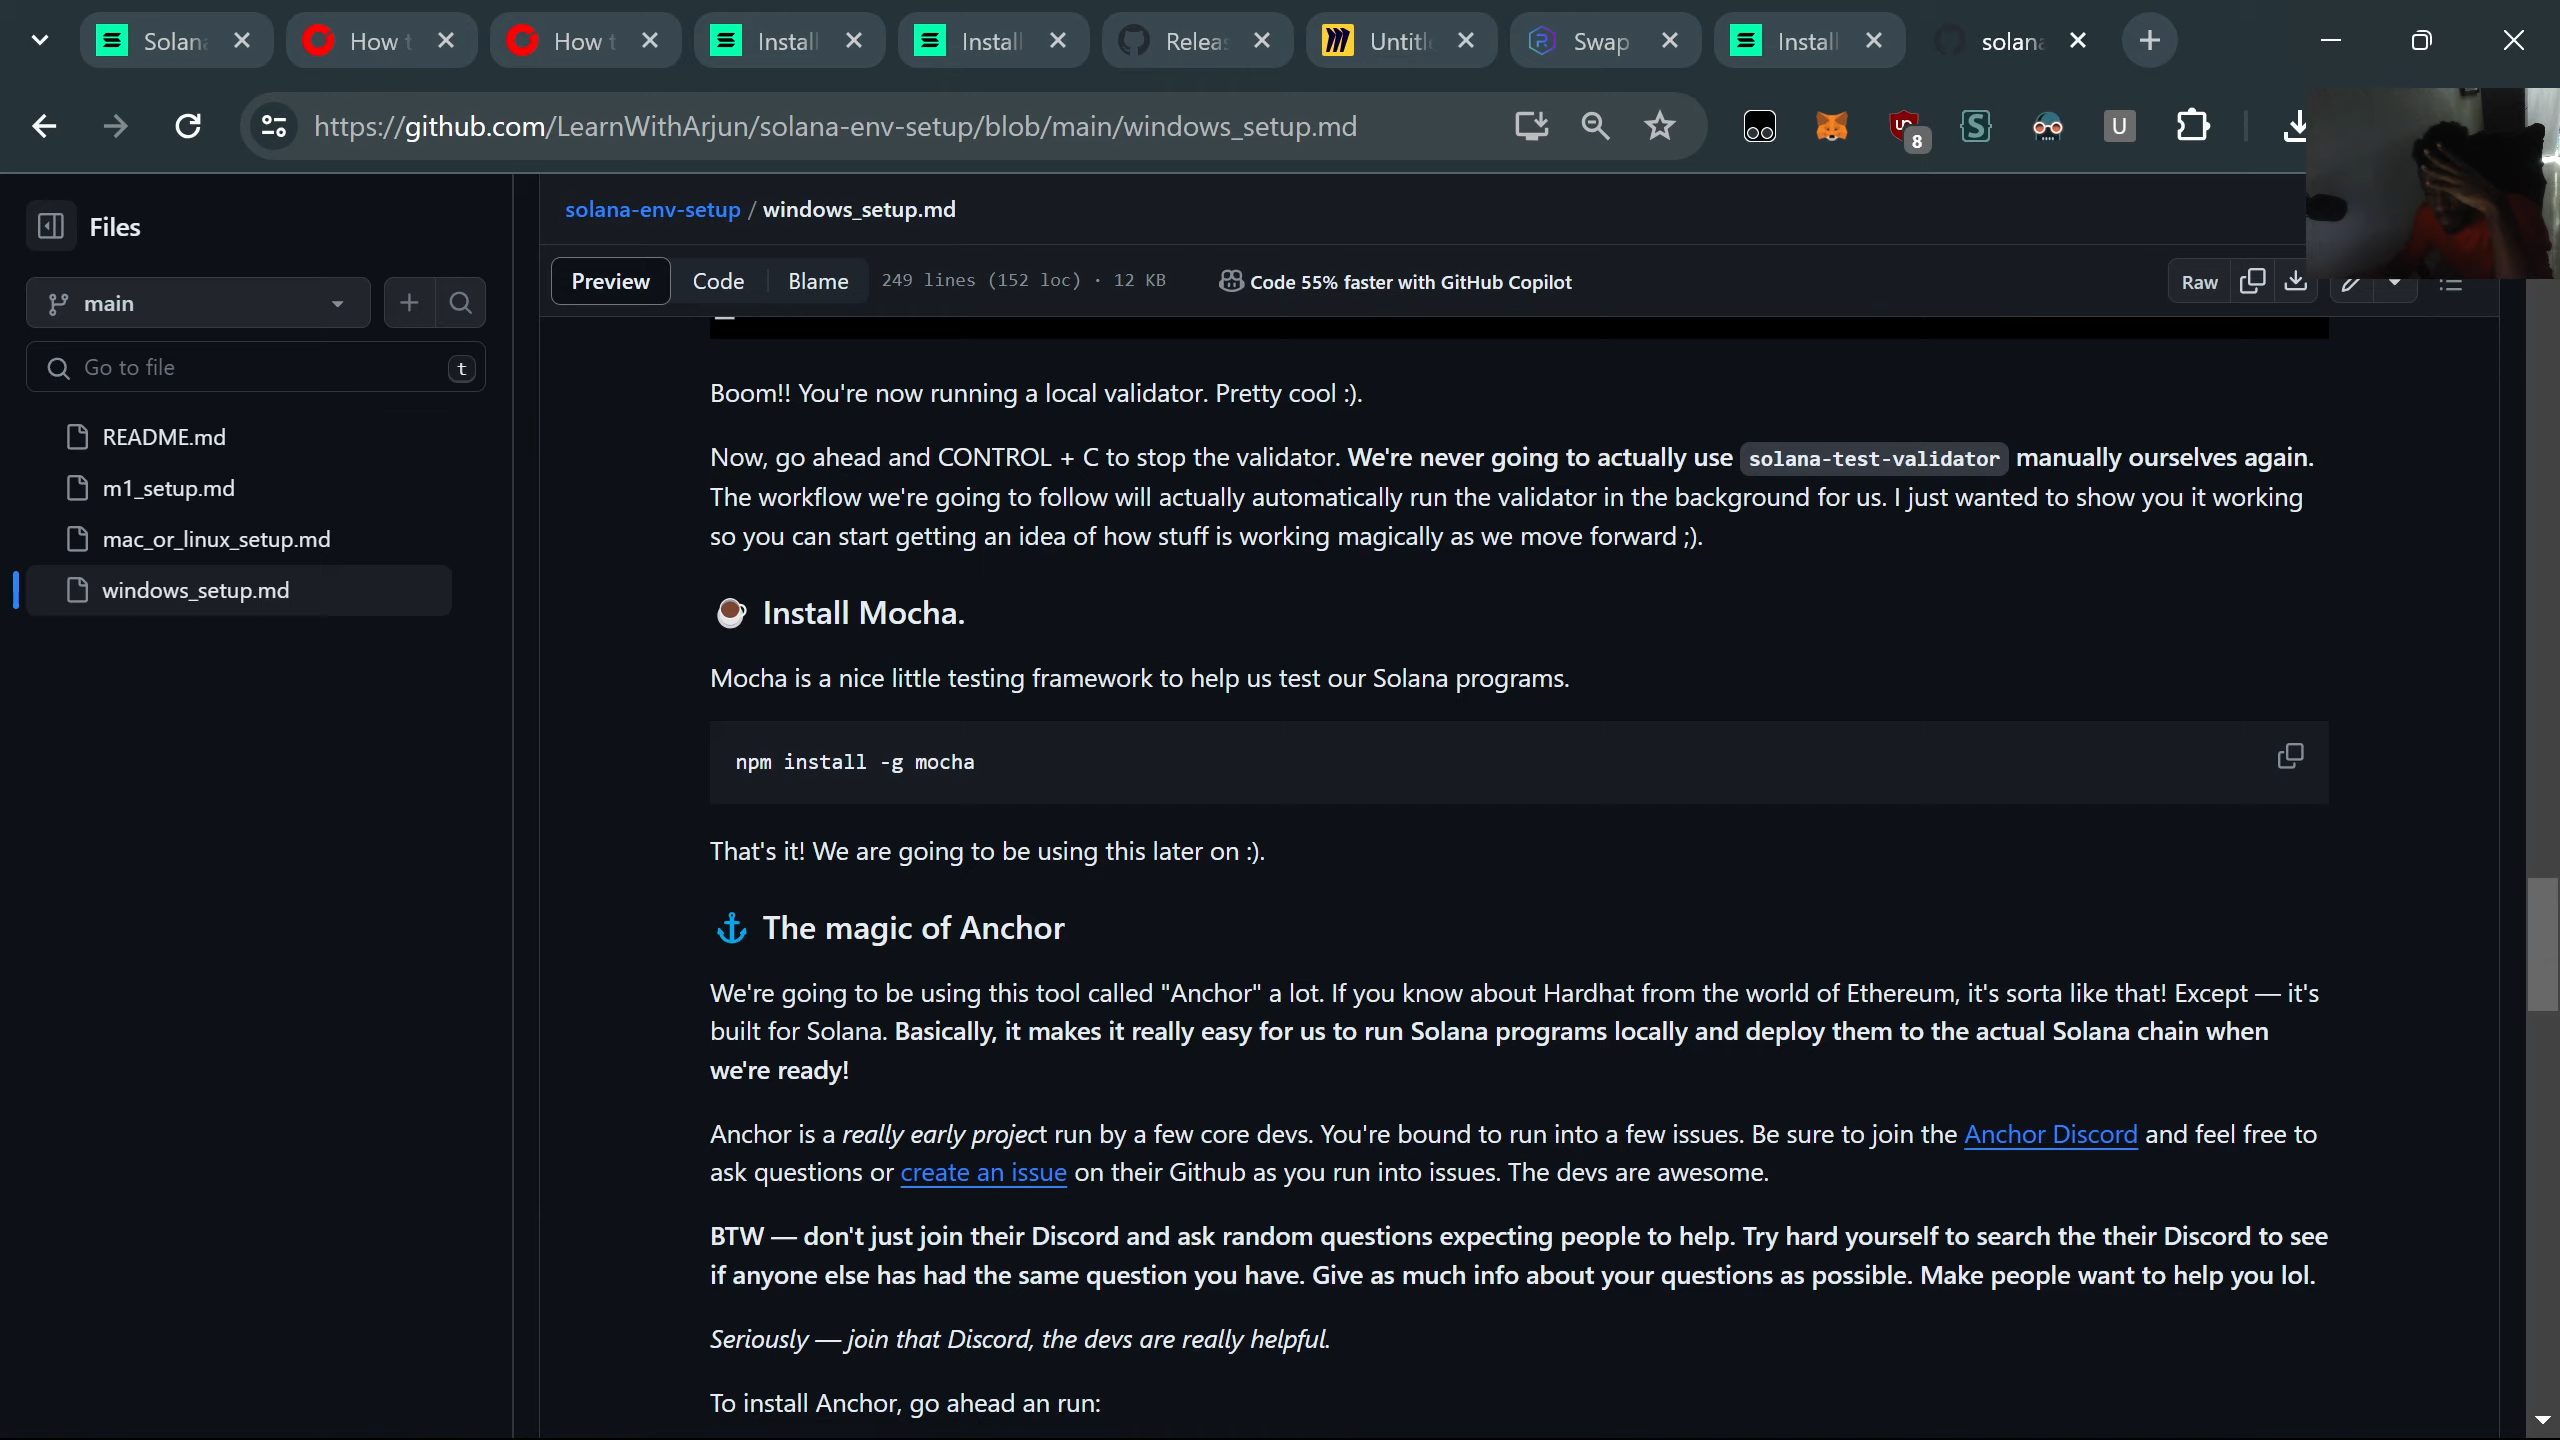 Solan
How t
How t
Install
Install
Releas
Untitl
Swap
Install
solan
https://github.com/LearnWithArjun/solana-env-setup/blob/main/windows_setup.md
8
U
Files
solana-env-setup / windows_setup.md
Preview
Code
Blame
249 lines (152 loc) · 12 KB
Code 55% faster with GitHub Copilot
Raw
main
Go to file
t
README.md
m1_setup.md
mac_or_linux_setup.md
windows_setup.md
Boom!! You're now running a local validator. Pretty cool :).
Now, go ahead and CONTROL + C to stop the validator. We're never going to actually use solana-test-validator manually ourselves again.
The workflow we're going to follow will actually automatically run the validator in the background for us. I just wanted to show you it working
so you can start getting an idea of how stuff is working magically as we move forward ;).
☕ Install Mocha.
Mocha is a nice little testing framework to help us test our Solana programs.
npm install -g mocha
That's it! We are going to be using this later on :).
⚓ The magic of Anchor
We're going to be using this tool called "Anchor" a lot. If you know about Hardhat from the world of Ethereum, it's sorta like that! Except — it's
built for Solana. Basically, it makes it really easy for us to run Solana programs locally and deploy them to the actual Solana chain when
we're ready!
Anchor is a really early project run by a few core devs. You're bound to run into a few issues. Be sure to join the Anchor Discord and feel free to
ask questions or create an issue on their Github as you run into issues. The devs are awesome.
BTW — don't just join their Discord and ask random questions expecting people to help. Try hard yourself to search the their Discord to see
if anyone else has had the same question you have. Give as much info about your questions as possible. Make people want to help you lol.
Seriously — join that Discord, the devs are really helpful.
To install Anchor, go ahead an run: